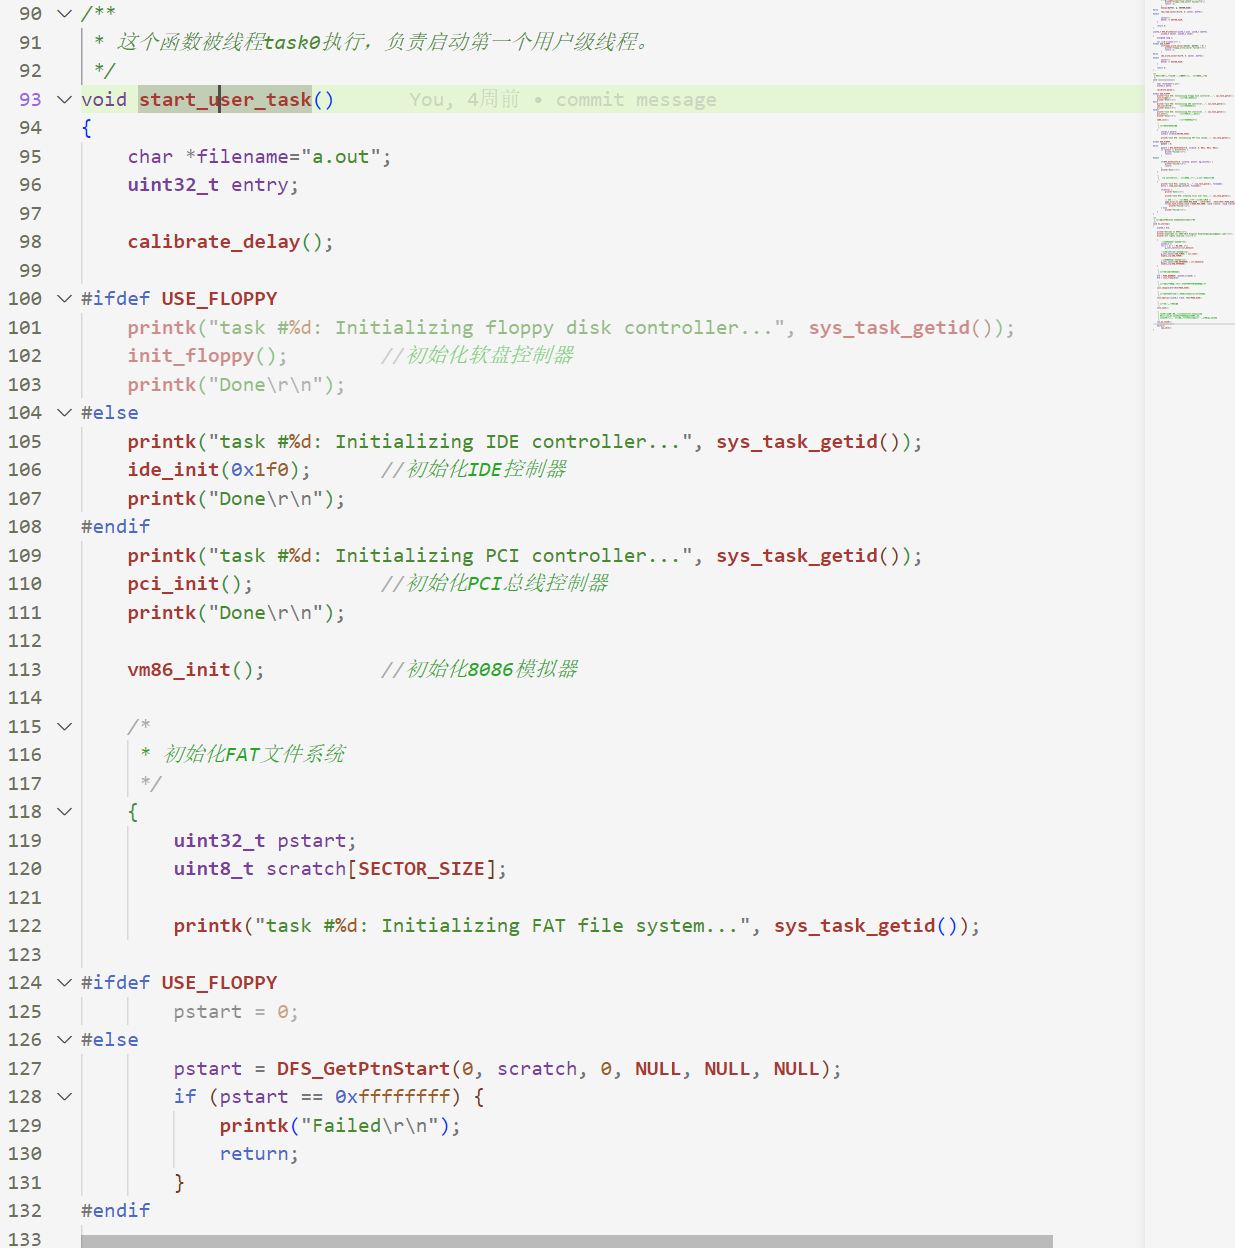 90 /**
91 * 这个函数被线程task0执行，负责启动第一个用户级线程。
92 */
93 void start_user_task() You, 4周前 • commit message
94 {
95 char *filename="a.out";
96 uint32_t entry;
97
98 calibrate_delay();
99
100 #ifdef USE_FLOPPY
101 printk("task #%d: Initializing floppy disk controller...", sys_task_getid());
102 init_floppy(); //初始化软盘控制器
103 printk("Done\r\n");
104 #else
105 printk("task #%d: Initializing IDE controller...", sys_task_getid());
106 ide_init(0x1f0); //初始化IDE控制器
107 printk("Done\r\n");
108 #endif
109 printk("task #%d: Initializing PCI controller...", sys_task_getid());
110 pci_init(); //初始化PCI总线控制器
111 printk("Done\r\n");
112
113 vm86_init(); //初始化8086模拟器
114
115 /*
116 * 初始化FAT文件系统
117 */
118 {
119 uint32_t pstart;
120 uint8_t scratch[SECTOR_SIZE];
121
122 printk("task #%d: Initializing FAT file system...", sys_task_getid());
123
124 #ifdef USE_FLOPPY
125 pstart = 0;
126 #else
127 pstart = DFS_GetPtnStart(0, scratch, 0, NULL, NULL, NULL);
128 if (pstart == 0xffffffff) {
129 printk("Failed\r\n");
130 return;
131 }
132 #endif
133